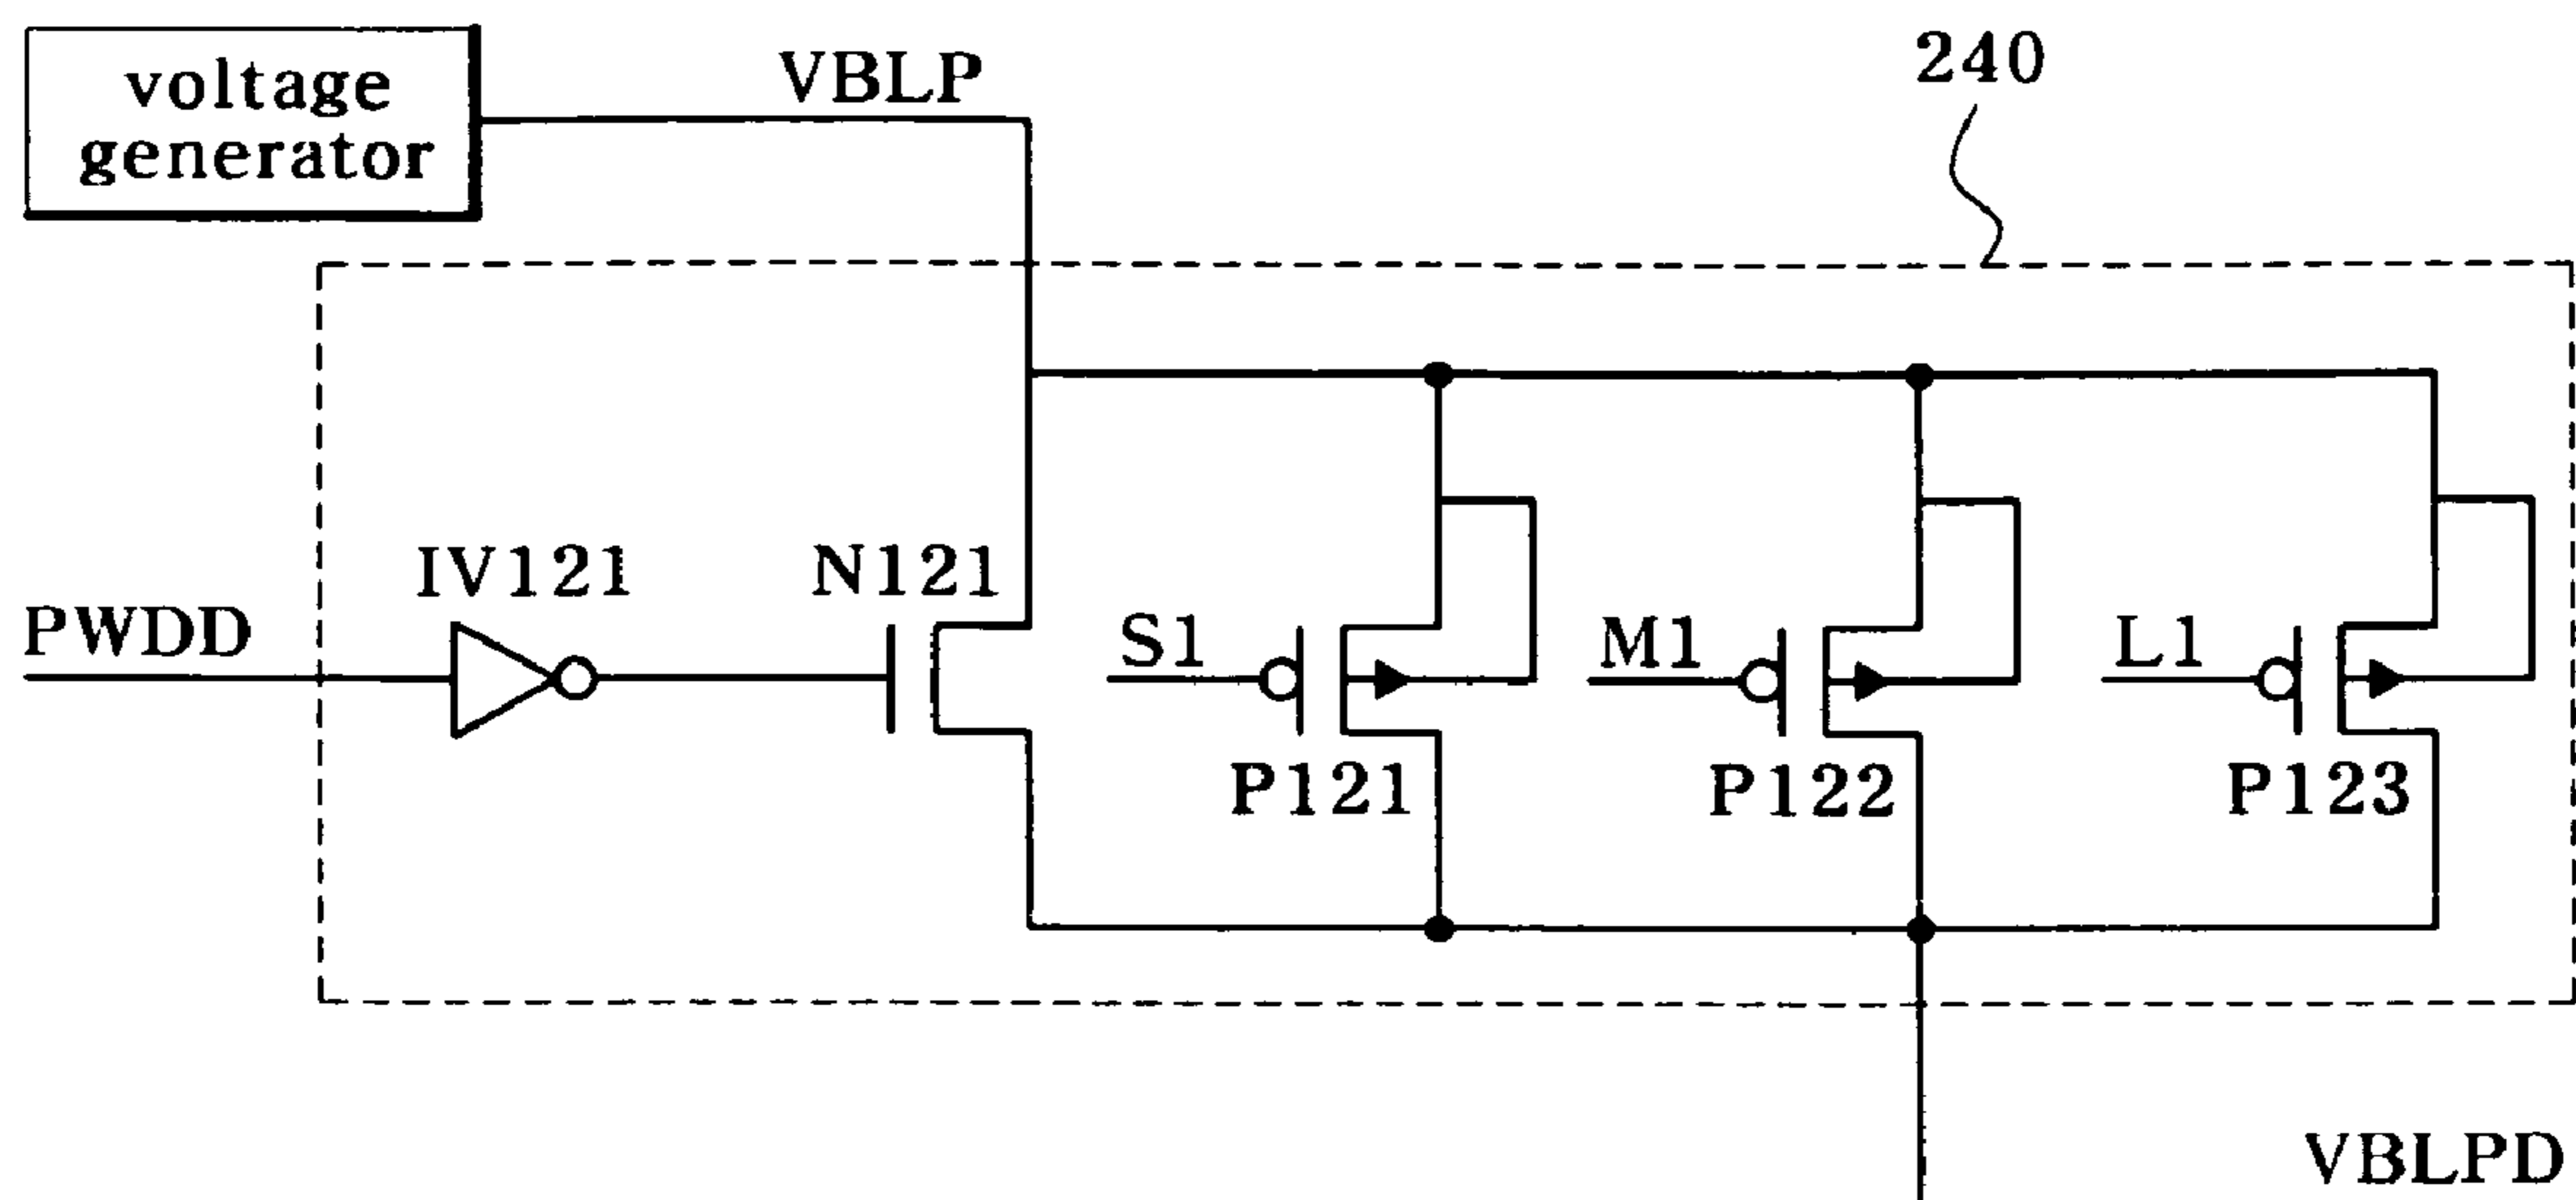 voltage
generator
VBLP
240
PWDD
IV121
N121
S1
P121
M1
P122
L1
P123
VBLPD